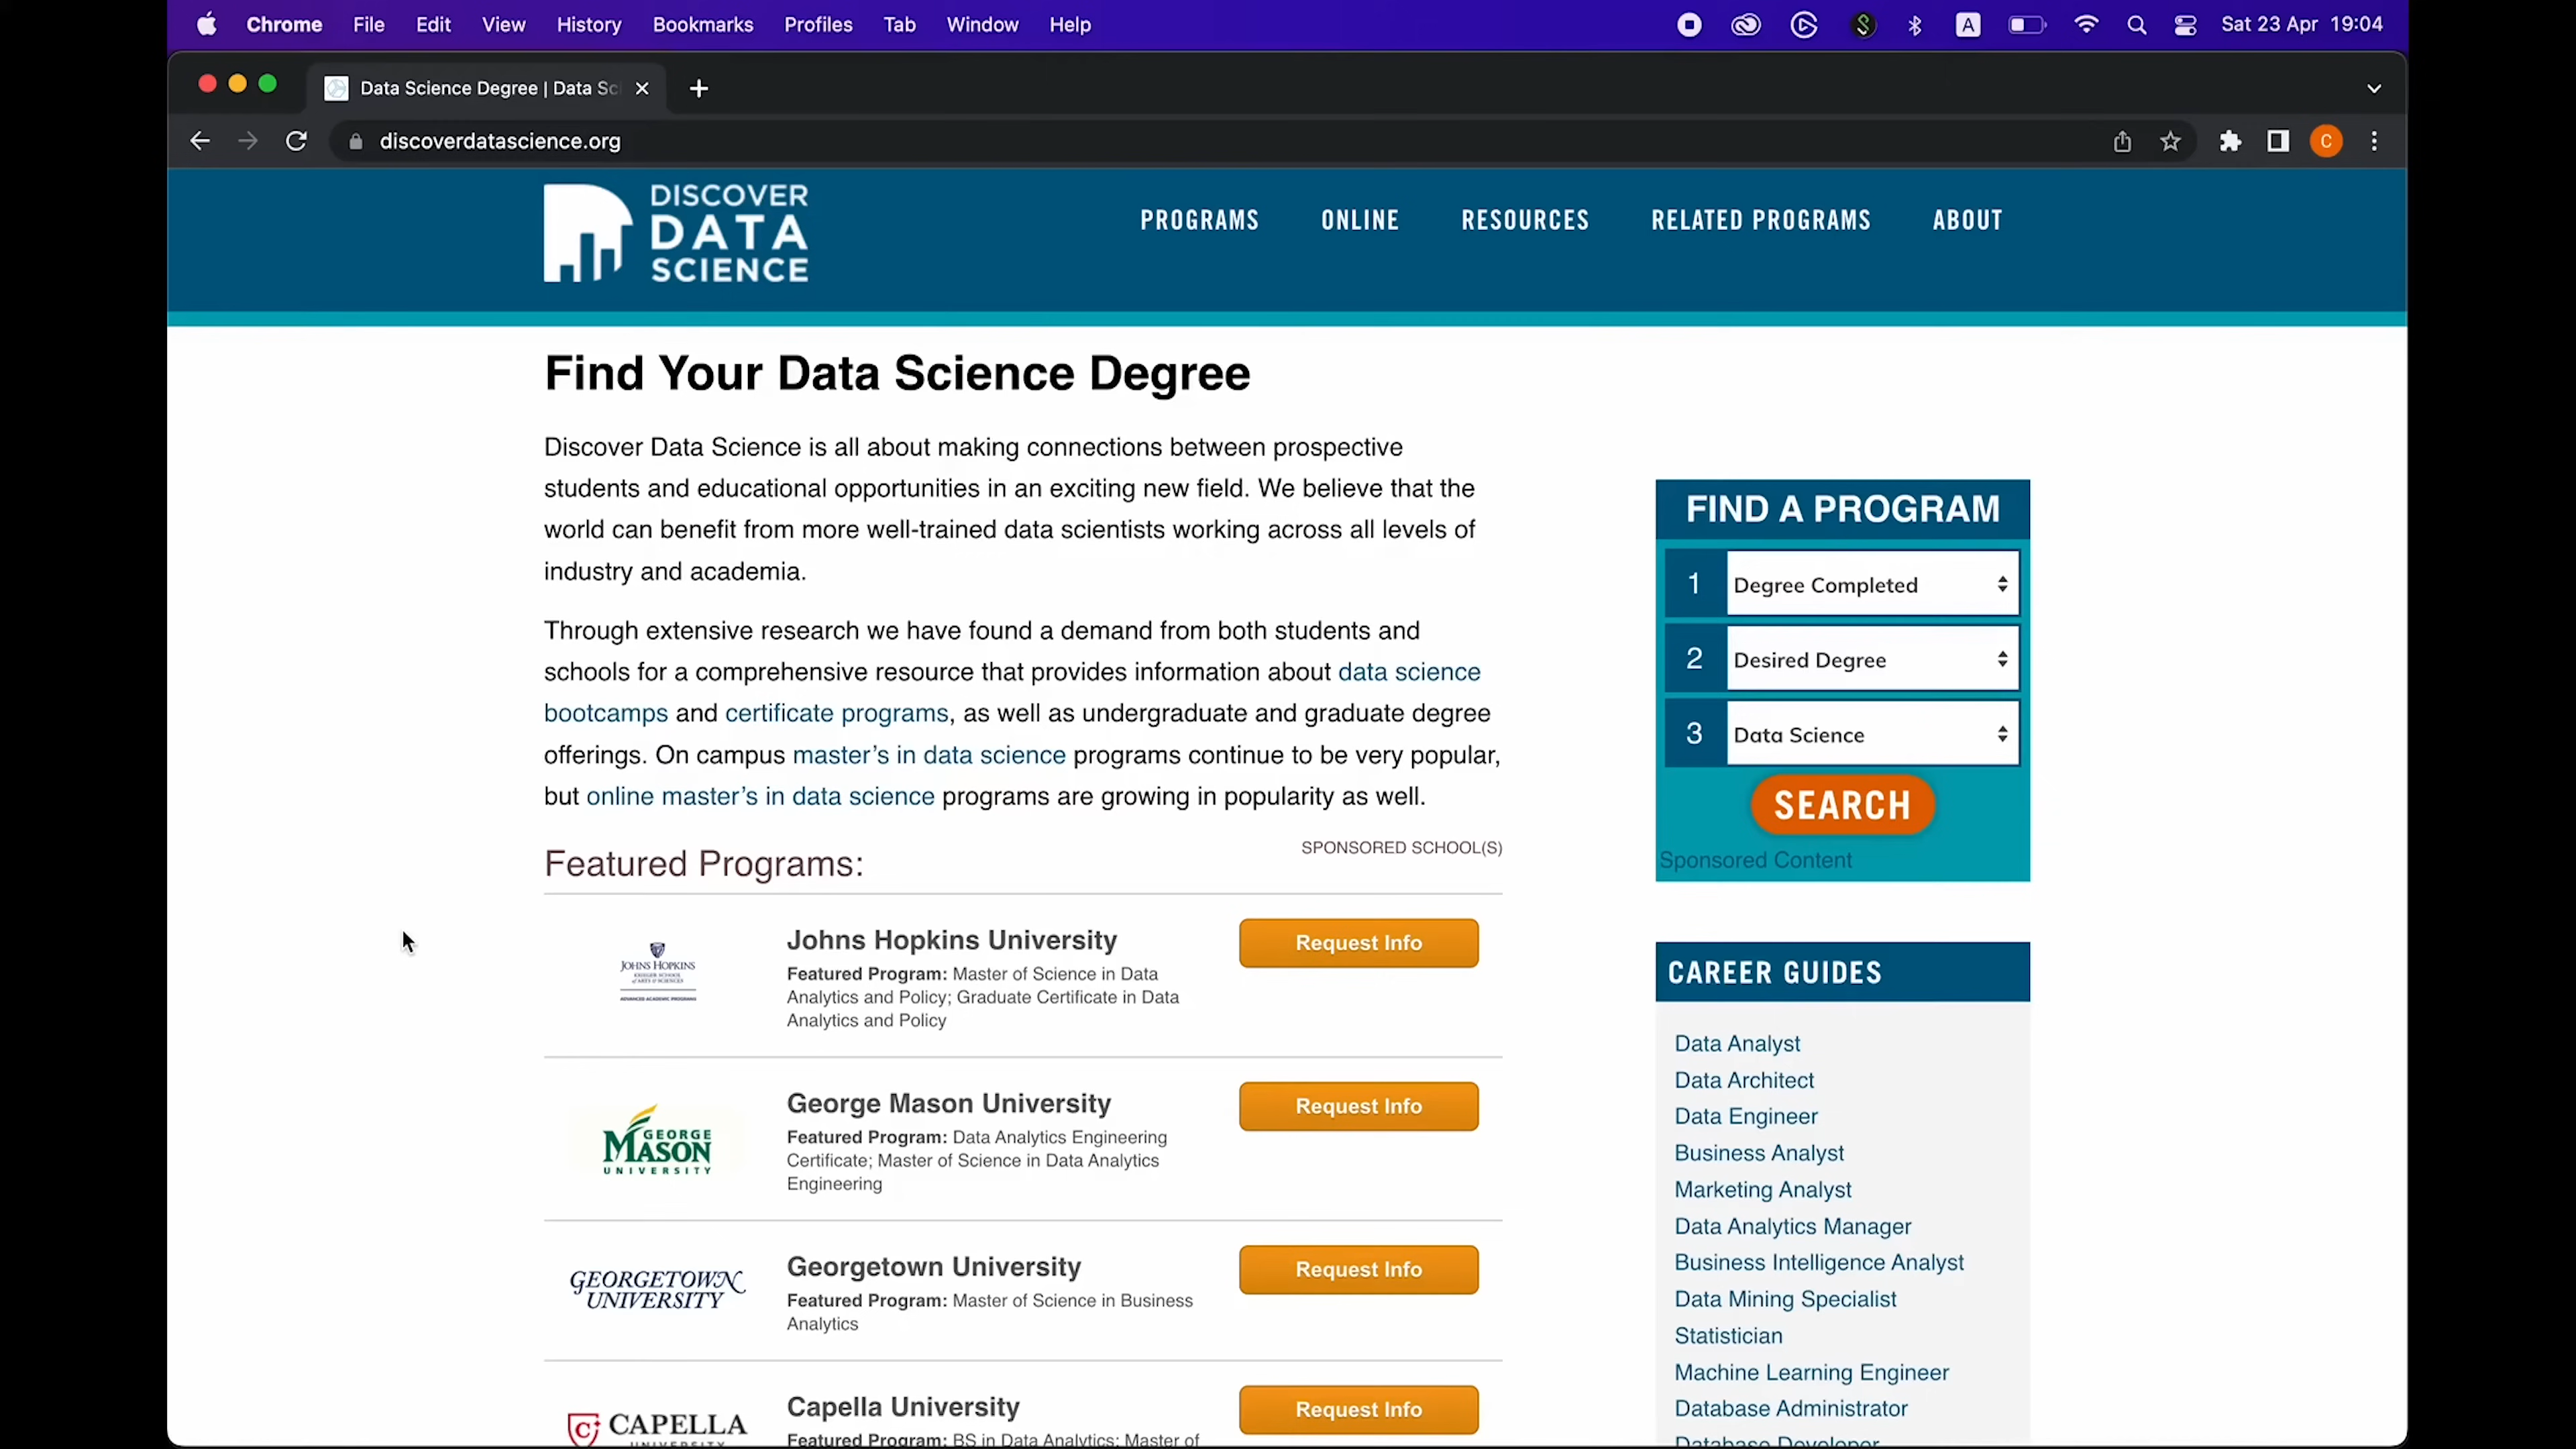 Chrome File Edit View History Bookmarks Profiles Tab Window Help
A
Sat 23 Apr 19:04
Data Science Degree | Data Sc
discoverdatascience.org
C
DISCOVER
DATA
SCIENCE
PROGRAMS ONLINE RESOURCES RELATED PROGRAMS ABOUT
Find Your Data Science Degree
Discover Data Science is all about making connections between prospective
students and educational opportunities in an exciting new field. We believe that the
world can benefit from more well-trained data scientists working across all levels of
industry and academia.
Through extensive research we have found a demand from both students and
schools for a comprehensive resource that provides information about data science
bootcamps and certificate programs, as well as undergraduate and graduate degree
offerings. On campus master’s in data science programs continue to be very popular,
but online master’s in data science programs are growing in popularity as well.
SPONSORED SCHOOL(S)
Featured Programs:
JOHNS HOPKINS
Johns Hopkins University
Featured Program: Master of Science in Data
Analytics and Policy; Graduate Certificate in Data
Analytics and Policy
Request Info
GEORGE
MASON
UNIVERSITY
George Mason University
Featured Program: Data Analytics Engineering
Certificate; Master of Science in Data Analytics
Engineering
Request Info
GEORGETOWN
UNIVERSITY
Georgetown University
Featured Program: Master of Science in Business
Analytics
Request Info
C
CAPELLA
UNIVERSITY
Capella University
Featured Program: BS in Data Analytics; Master of
Request Info
FIND A PROGRAM
1 Degree Completed
2 Desired Degree
3 Data Science
SEARCH
Sponsored Content
CAREER GUIDES
Data Analyst
Data Architect
Data Engineer
Business Analyst
Marketing Analyst
Data Analytics Manager
Business Intelligence Analyst
Data Mining Specialist
Statistician
Machine Learning Engineer
Database Administrator
Database Developer